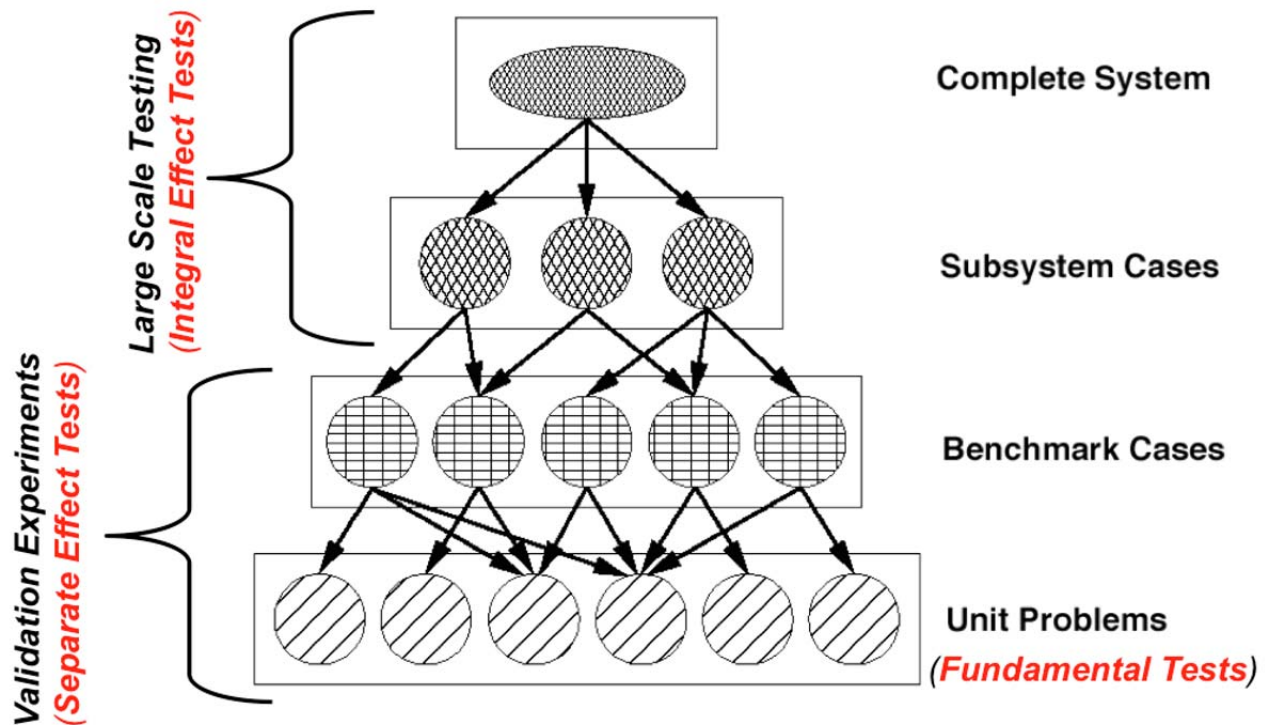 Large Scale Testing
(Integral Effect Tests)
Complete System
Subsystem Cases
Validation Experiments
(Separate Effect Tests)
Benchmark Cases
Unit Problems
(Fundamental Tests)